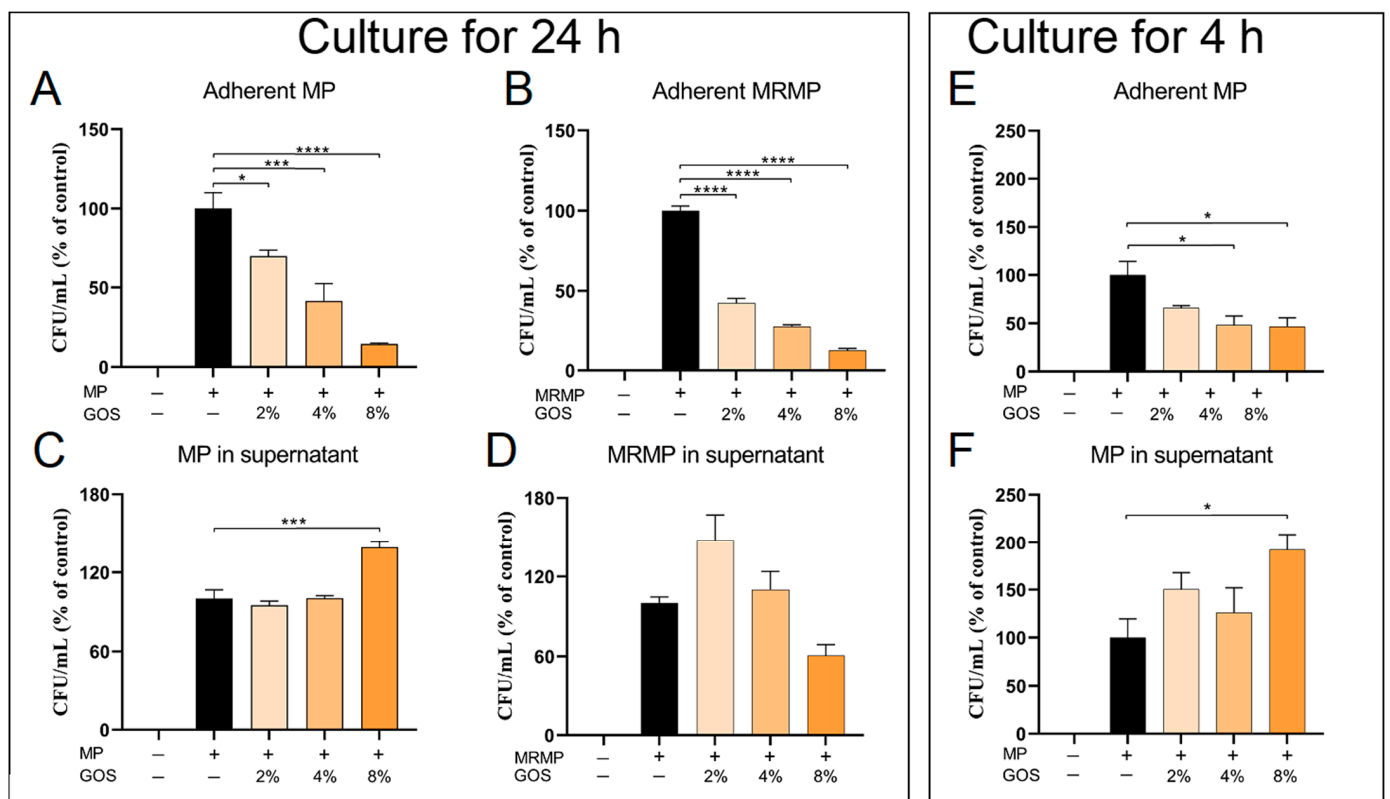 Culture for 24 h
Culture for 4 h
A
Adherent MP
CFU/mL (% of control)
150
100
50
0
*
***
****
MP – + + + +
GOS – – 2% 4% 8%
B
Adherent MRMP
CFU/mL (% of control)
150
100
50
0
****
****
****
MRMP – + + + +
GOS – – 2% 4% 8%
E
Adherent MP
CFU/mL (% of control)
250
200
150
100
50
0
*
*
MP – + + + +
GOS – – 2% 4% 8%
C
MP in supernatant
CFU/mL (% of control)
180
120
60
0
***
MP – + + + +
GOS – – 2% 4% 8%
D
MRMP in supernatant
CFU/mL (% of control)
180
120
60
0
MRMP – + + + +
GOS – – 2% 4% 8%
F
MP in supernatant
CFU/mL (% of control)
250
200
150
100
50
0
*
MP – + + + +
GOS – – 2% 4% 8%